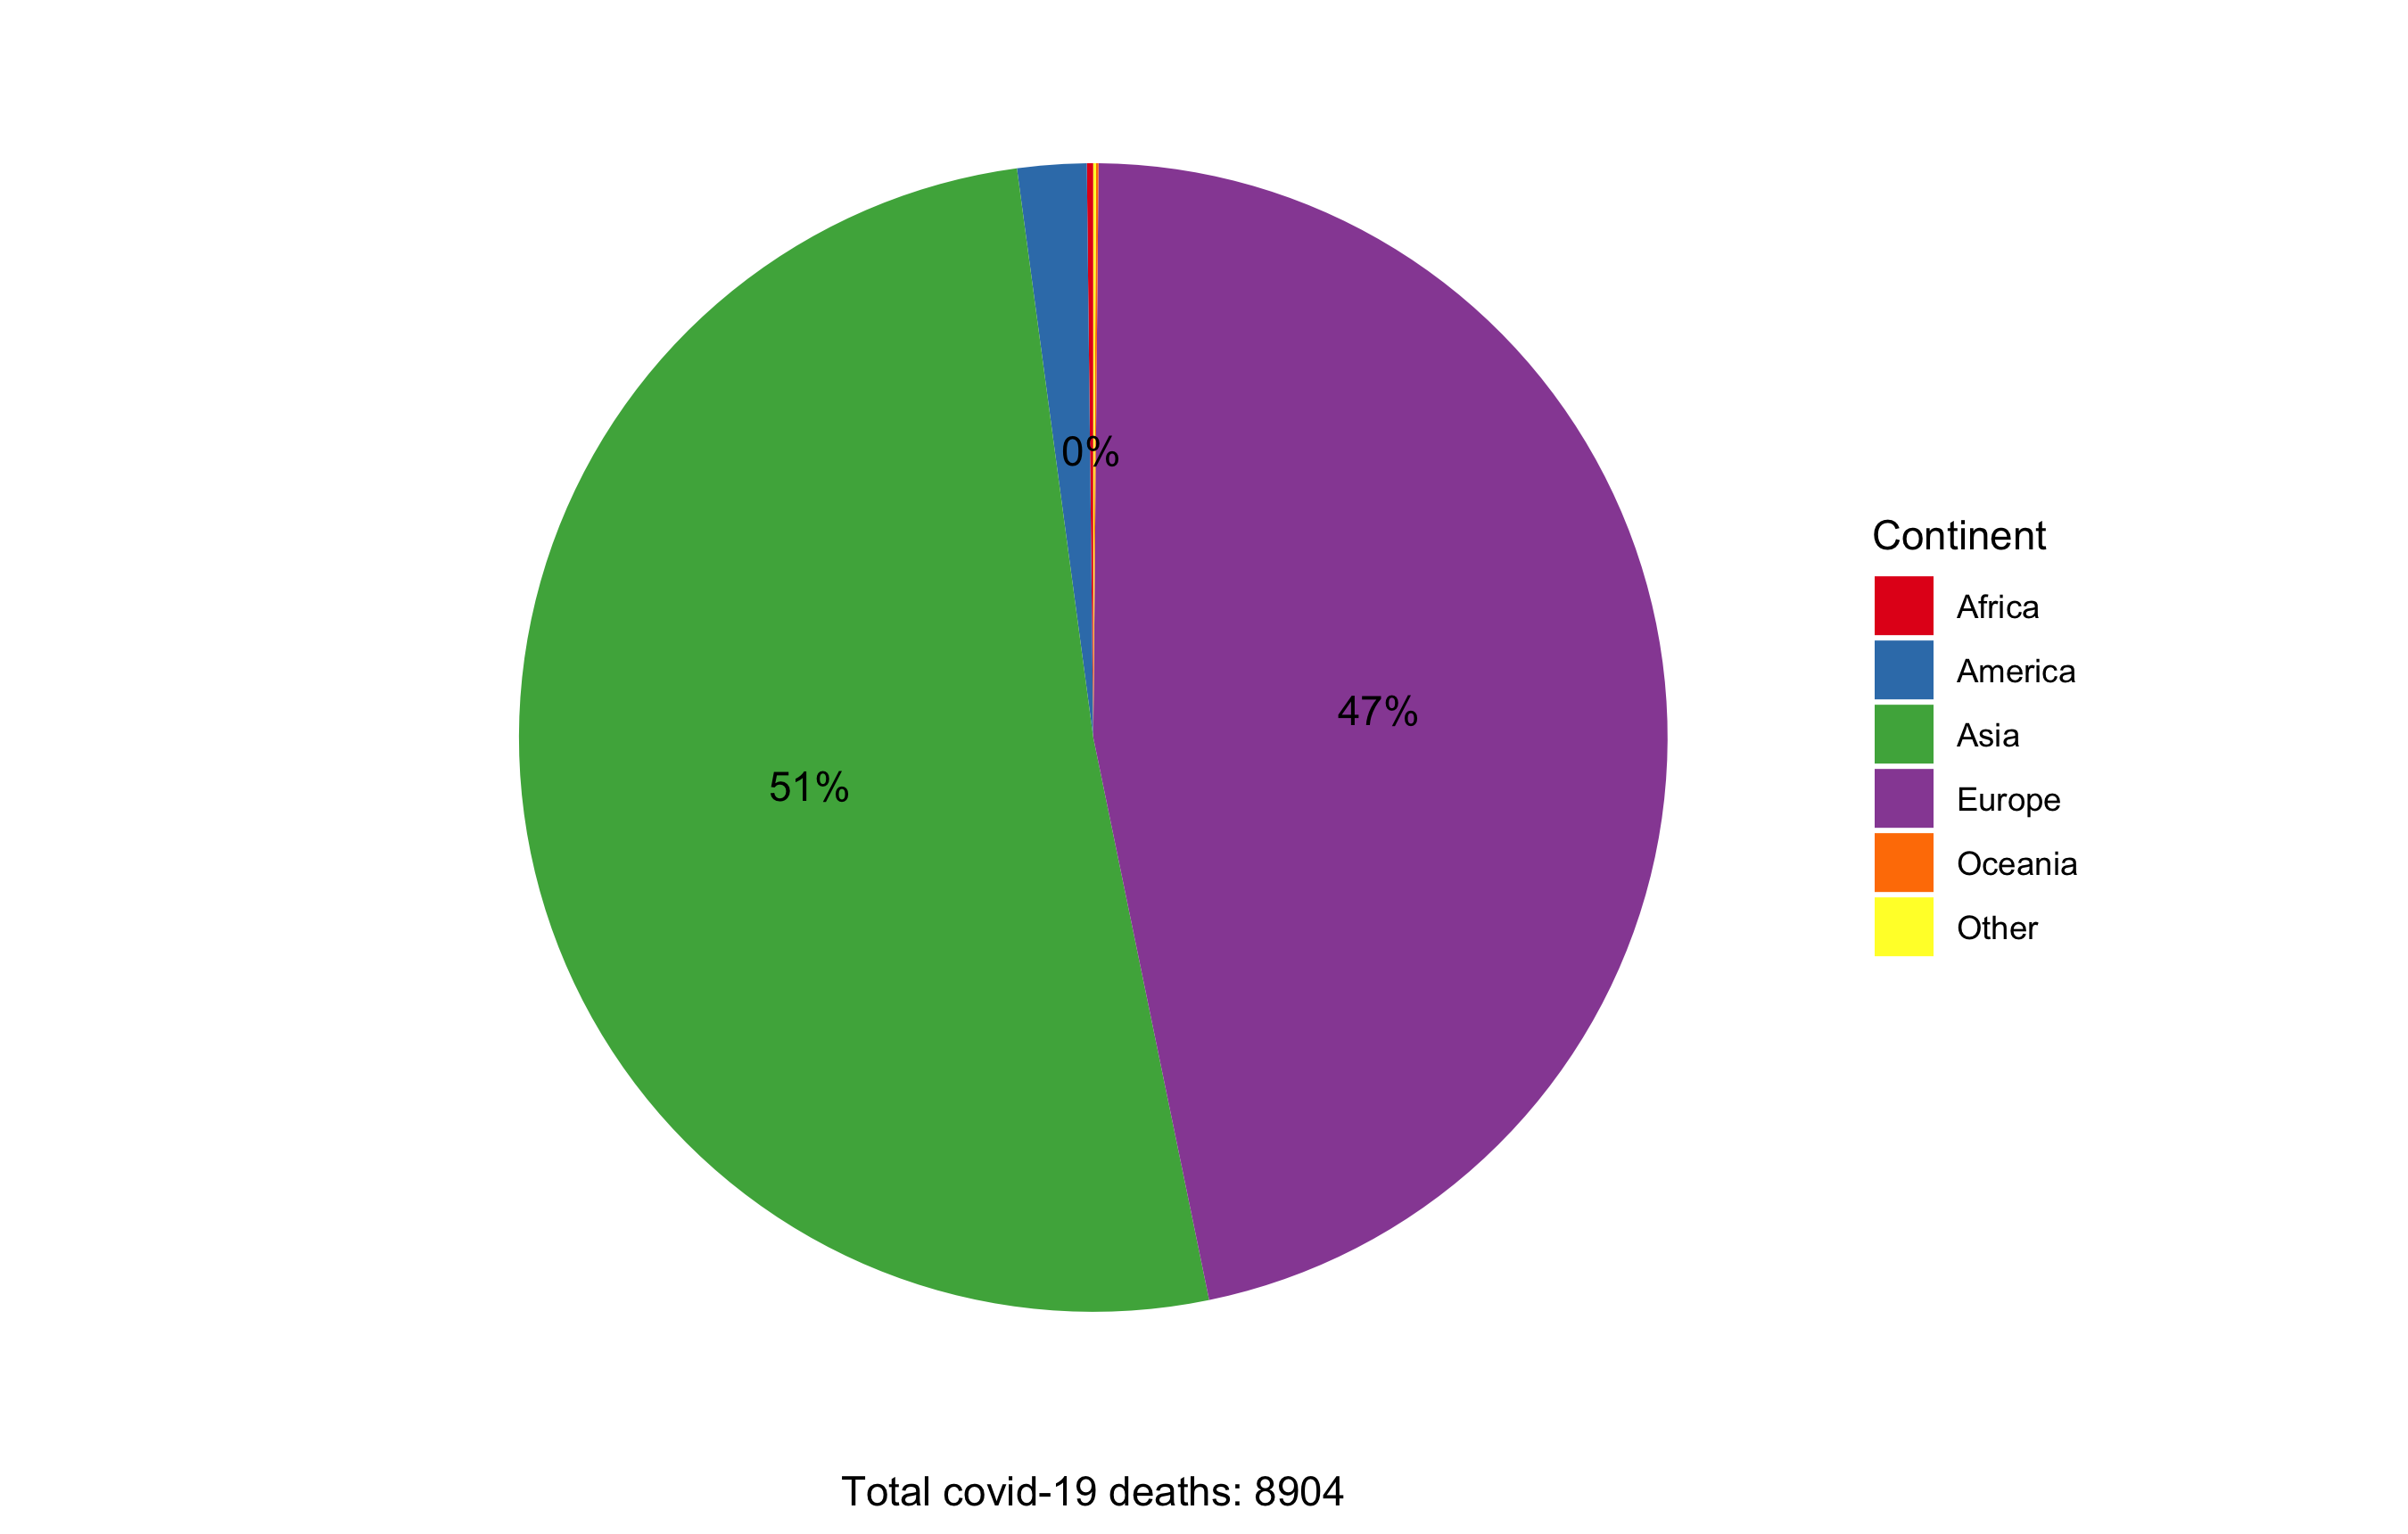 0%
47%
51%
Continent
Africa
America
Asia
Europe
Oceania
Other
Total covid-19 deaths: 8904